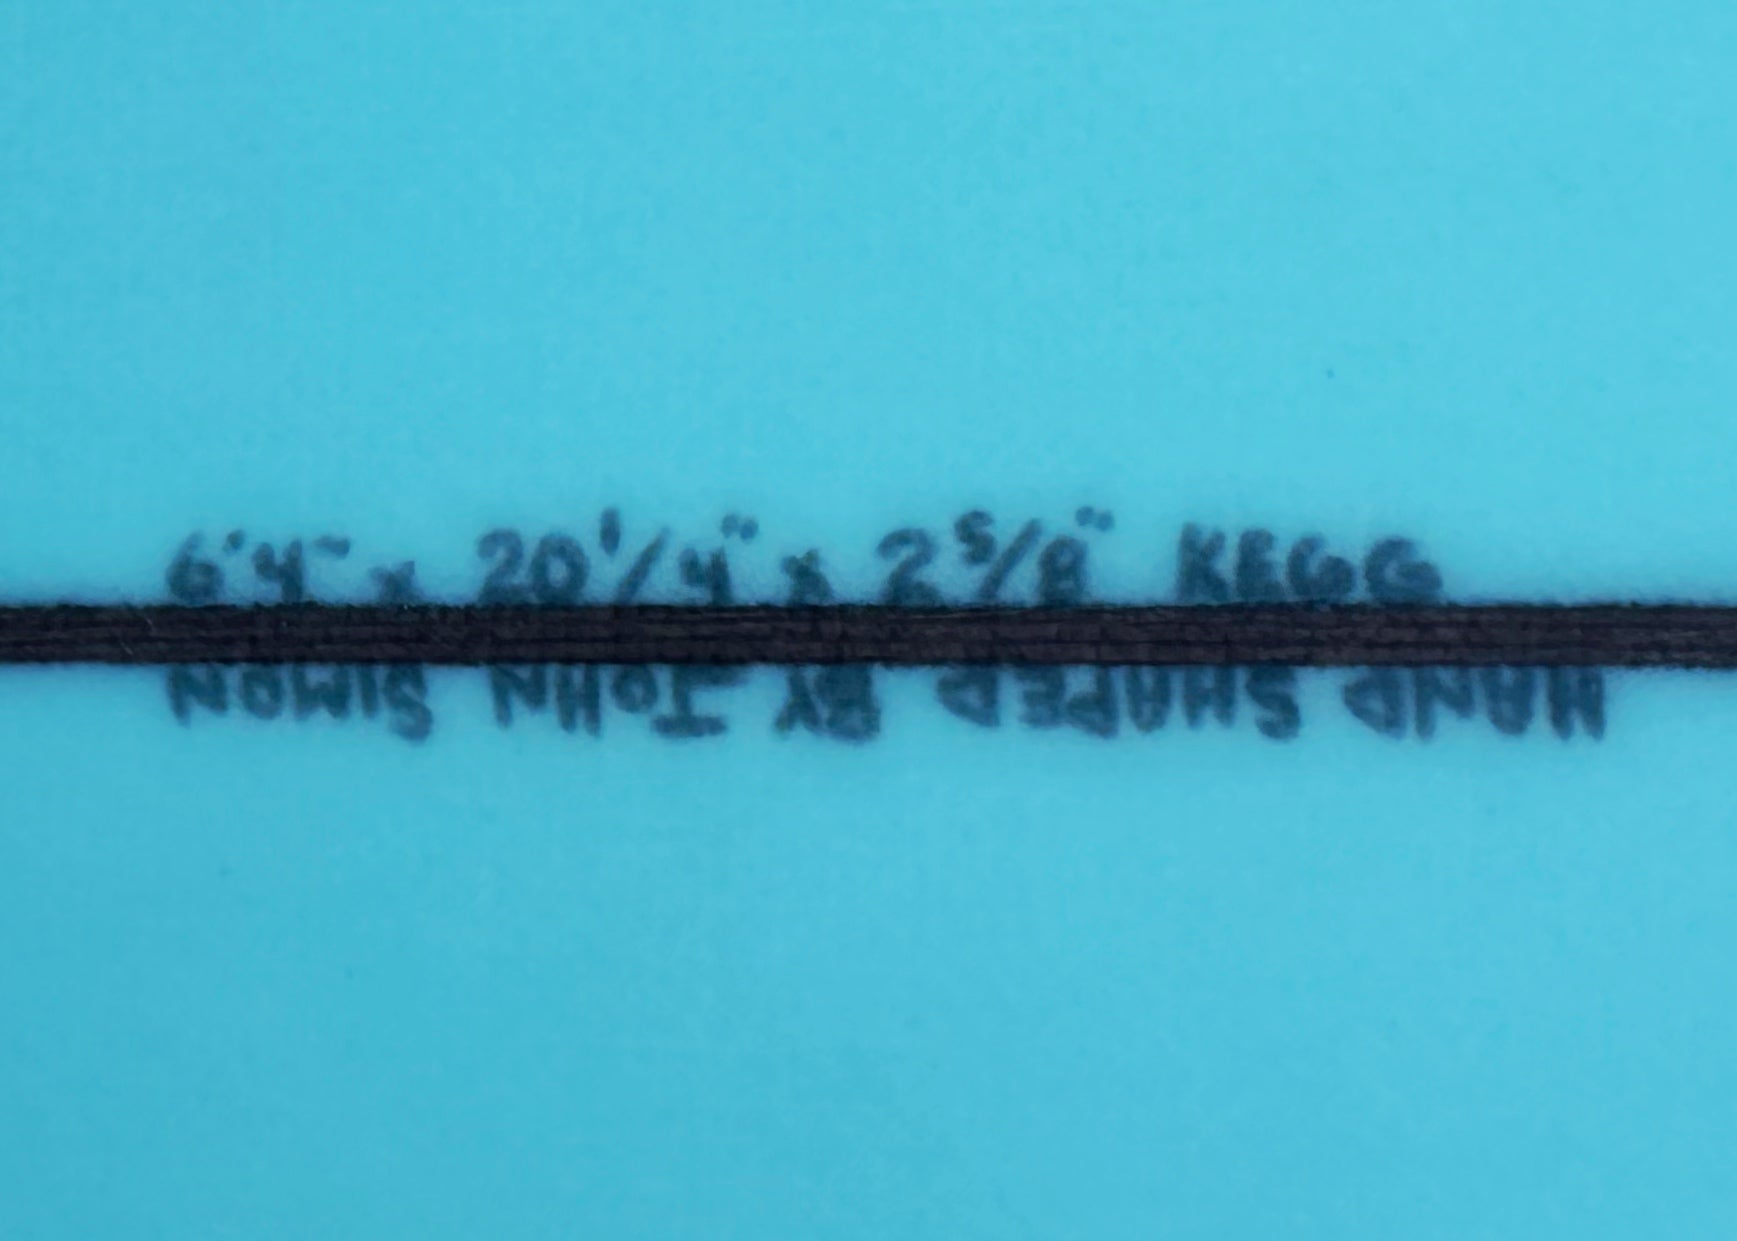 6'4" x 20 1/4" x 2 5/8" KEGG
HAND SHAPED BY JOHN SIMON